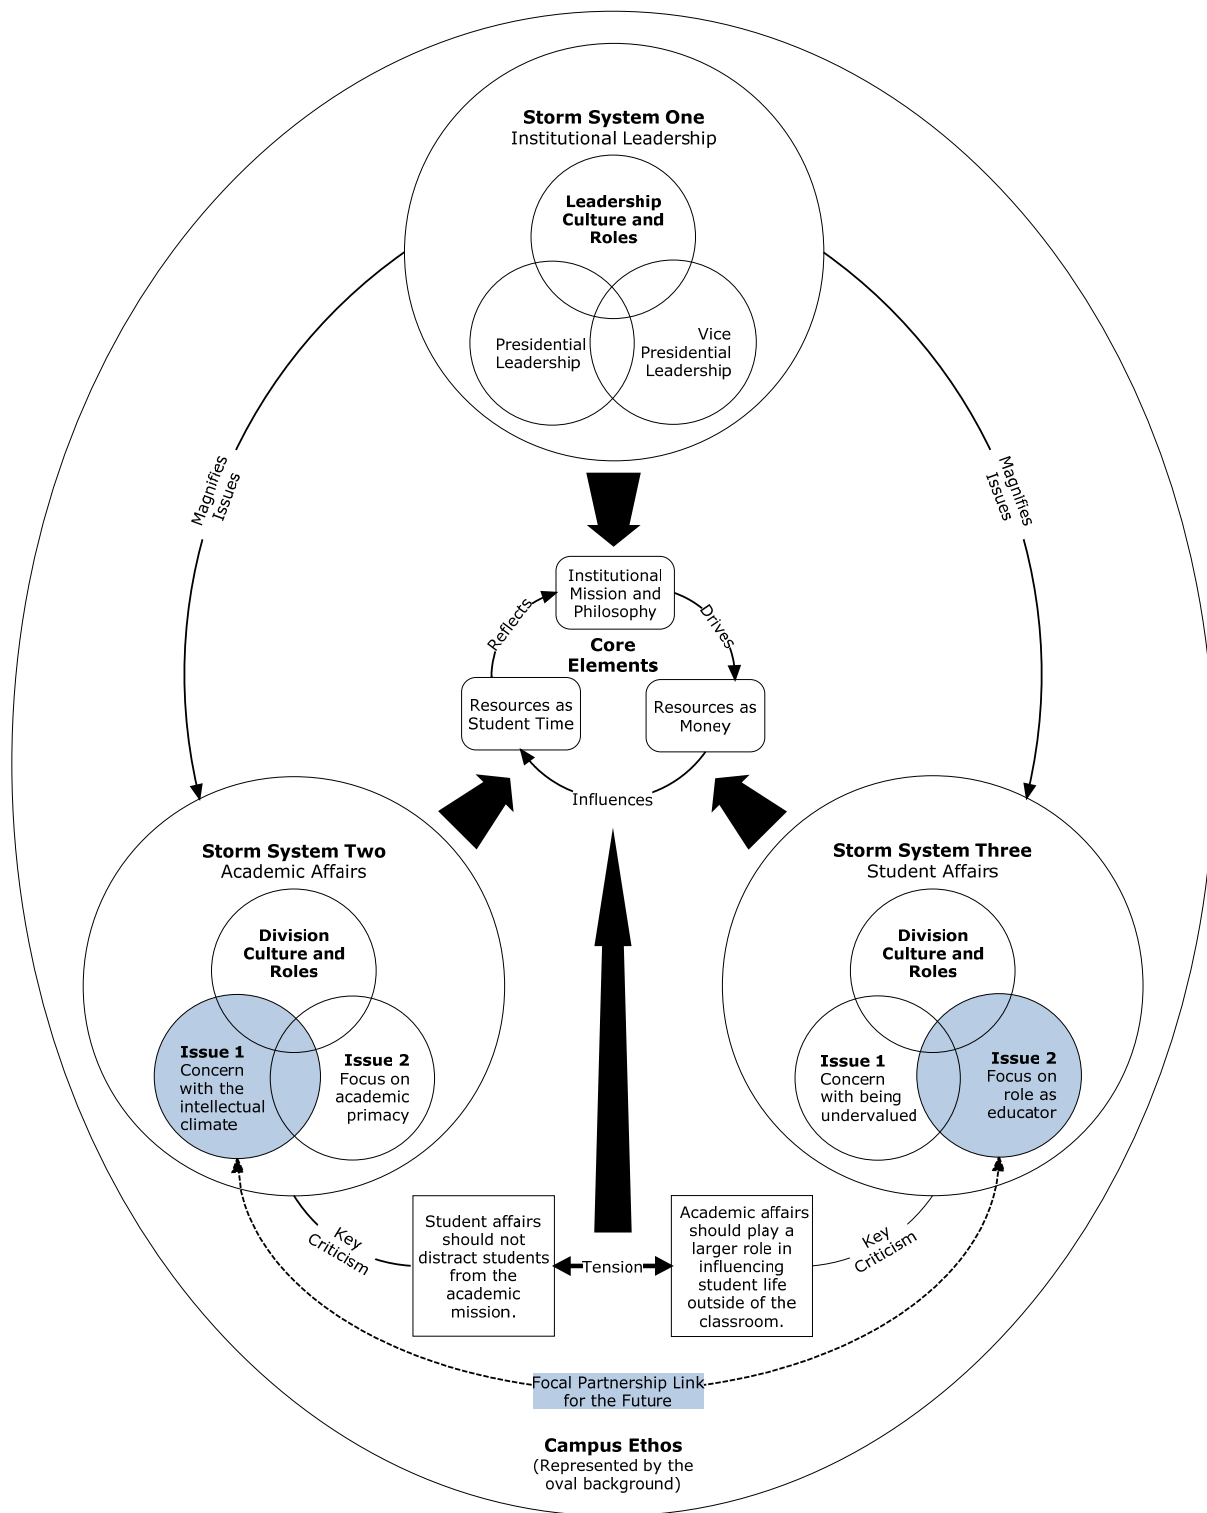 Storm System One
Institutional Leadership
Leadership
Culture and
Roles
Presidential
Leadership
Vice
Presidential
Leadership
Magnifies
Issues
Magnifies
Issues
Institutional
Mission and
Philosophy
Reflects
Drives
Core
Elements
Resources as
Student Time
Resources as
Money
Influences
Storm System Two
Academic Affairs
Division
Culture and
Roles
Issue 1
Concern
with the
intellectual
climate
Issue 2
Focus on
academic
primacy
Storm System Three
Student Affairs
Division
Culture and
Roles
Issue 1
Concern
with being
undervalued
Issue 2
Focus on
role as
educator
Key
Criticism
Student affairs
should not
distract students
from the
academic
mission.
Tension
Academic affairs
should play a
larger role in
influencing
student life
outside of the
classroom.
Key
Criticism
Focal Partnership Link
for the Future
Campus Ethos
(Represented by the
oval background)